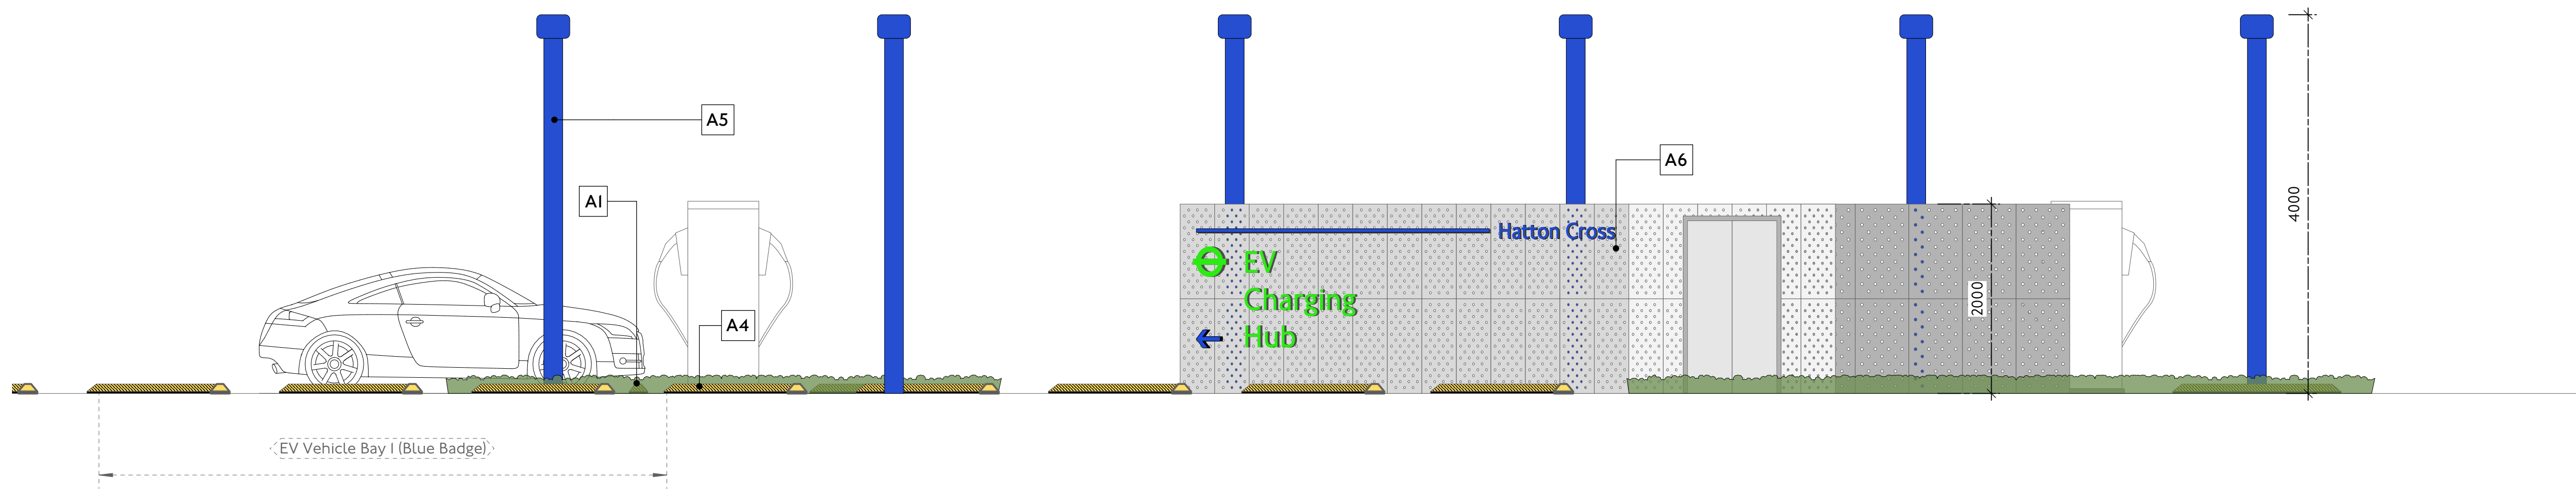 A5
A1
A4
A6
Hatton Cross
EV
Charging
Hub
2000
4000
EV Vehicle Bay 1 (Blue Badge)